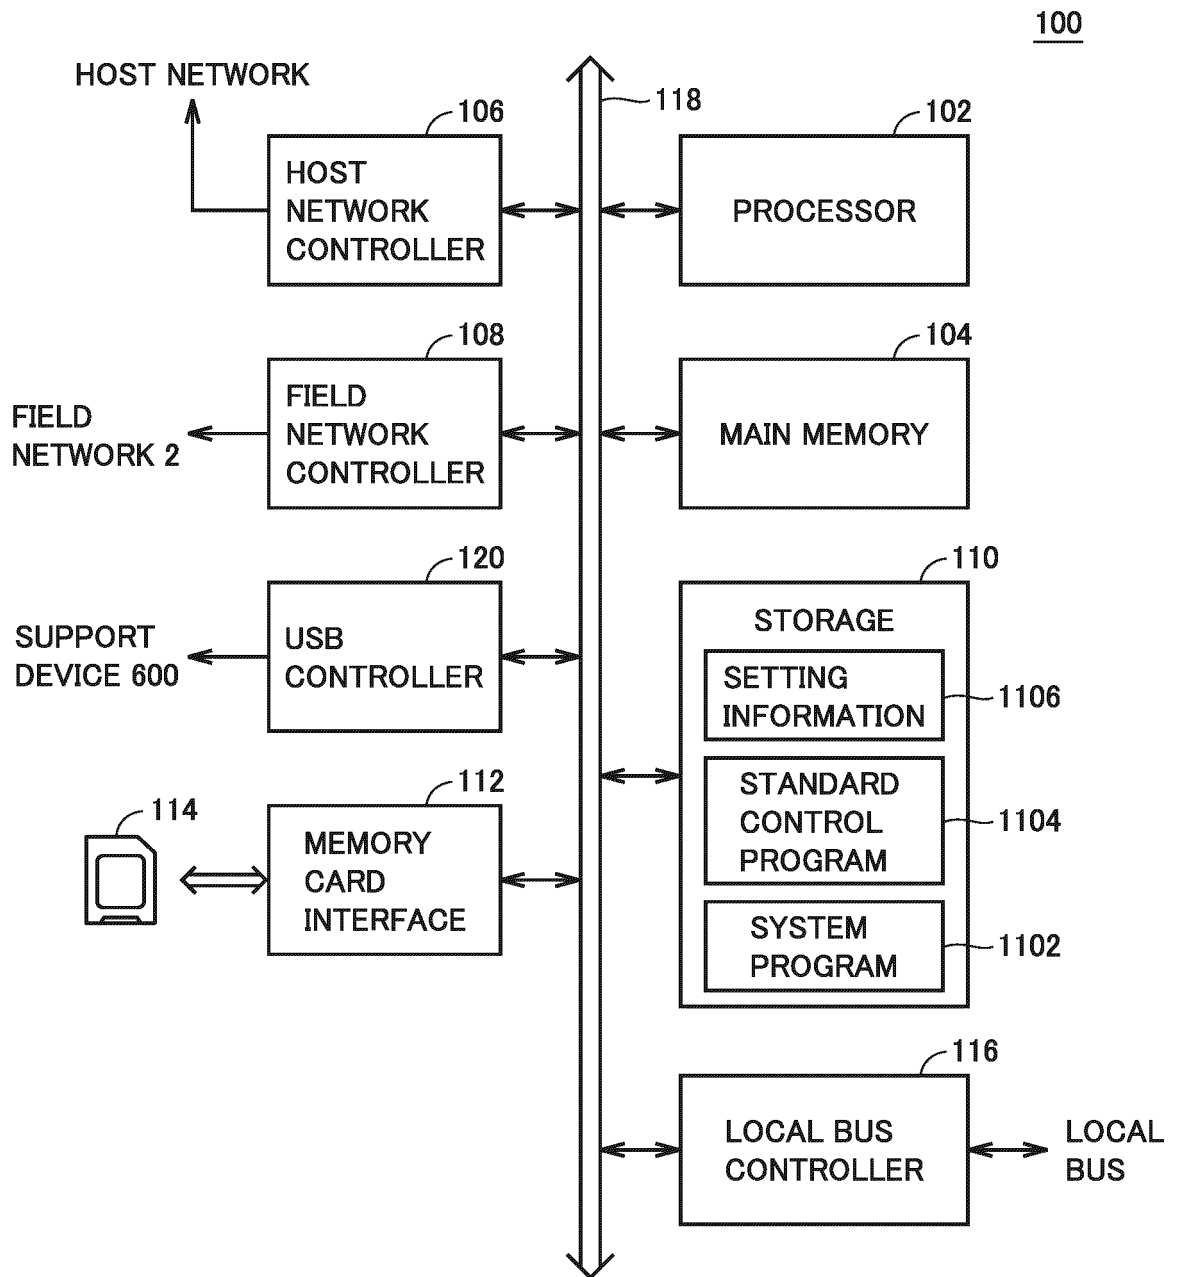 100
HOST NETWORK
118
106
HOST
NETWORK
CONTROLLER
102
PROCESSOR
108
FIELD
NETWORK
CONTROLLER
FIELD
NETWORK 2
104
MAIN MEMORY
120
USB
CONTROLLER
SUPPORT
DEVICE 600
110
STORAGE
SETTING
INFORMATION
1106
STANDARD
CONTROL
PROGRAM
1104
SYSTEM
PROGRAM
1102
114
112
MEMORY
CARD
INTERFACE
116
LOCAL BUS
CONTROLLER
LOCAL
BUS